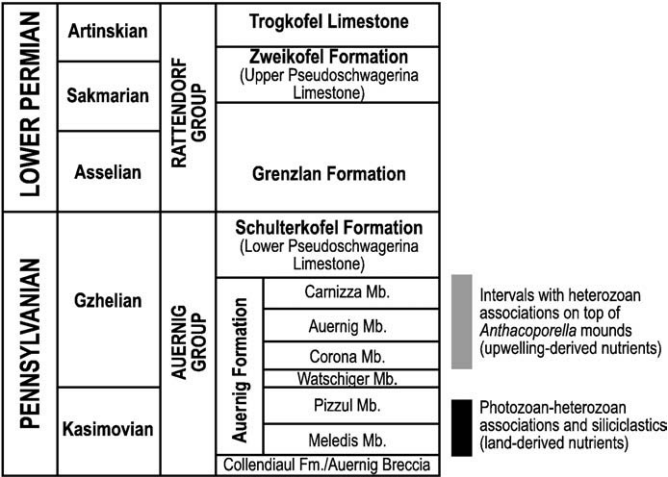 LOWER PERMIAN
PENNSYLVANIAN
Artinskian
Sakmarian
Asselian
Gzhelian
Kasimovian
RATTENDORF
GROUP
AUERNIG
GROUP
Trogkofel Limestone
Zweikofel Formation
(Upper Pseudoschwagerina
Limestone)
Grenzlan Formation
Schulterkofel Formation
(Lower Pseudoschwagerina
Limestone)
Auernig Formation
Carnizza Mb.
Auernig Mb.
Corona Mb.
Watschiger Mb.
Pizzul Mb.
Meledis Mb.
Collendiaul Fm./Auernig Breccia
Intervals with heterozoan
associations on top of
Anthacoporella mounds
(upwelling-derived nutrients)
Photozoan-heterozoan
associations and siliciclastics
(land-derived nutrients)